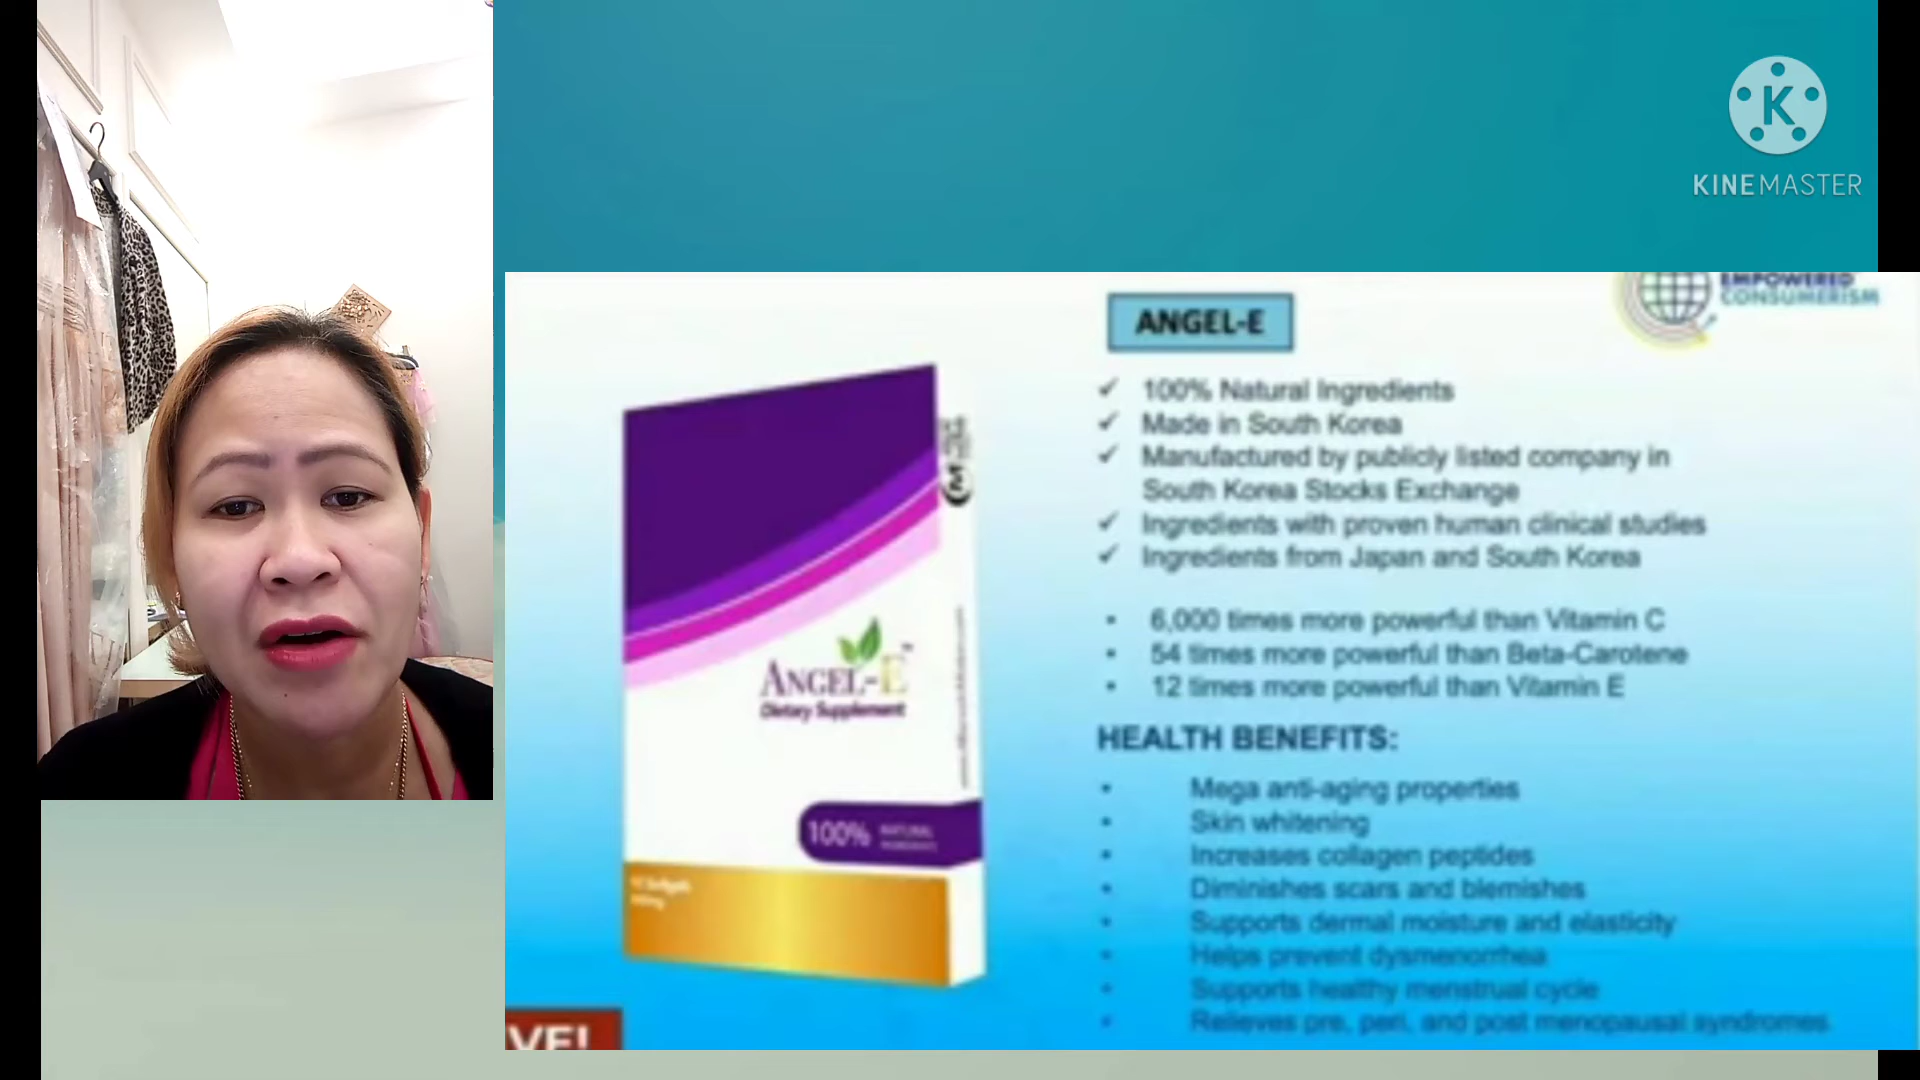 K
KINEMASTER
EMPOWERED
CONSUMERISM
ANGEL-E
100% Natural Ingredients
Made in South Korea
Manufactured by publicly listed company in
South Korea Stocks Exchange
Ingredients with proven human clinical studies
Ingredients from Japan and South Korea
6,000 times more powerful than Vitamin C
54 times more powerful than Beta-Carotene
12 times more powerful than Vitamin E
HEALTH BENEFITS:
Mega anti-aging properties
Skin whitening
Increases collagen peptides
Diminishes scars and blemishes
Supports dermal moisture and elasticity
Helps prevent dysmenorrhea
Supports healthy menstrual cycle
Relieves pre, peri, and post menopausal syndromes
ANGEL-E™
Dietary Supplement
100% NATURAL
VE!